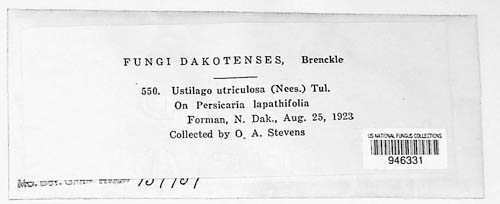 FUNGI DAKOTENSES, Brenckle
550. Ustilago utriculosa (Nees.) Tul.
On Persicaria lapathifolia
Forman, N. Dak., Aug. 25, 1923
Collected by O. A. Stevens
US NATIONAL FUNGUS COLLECTIONS
946331